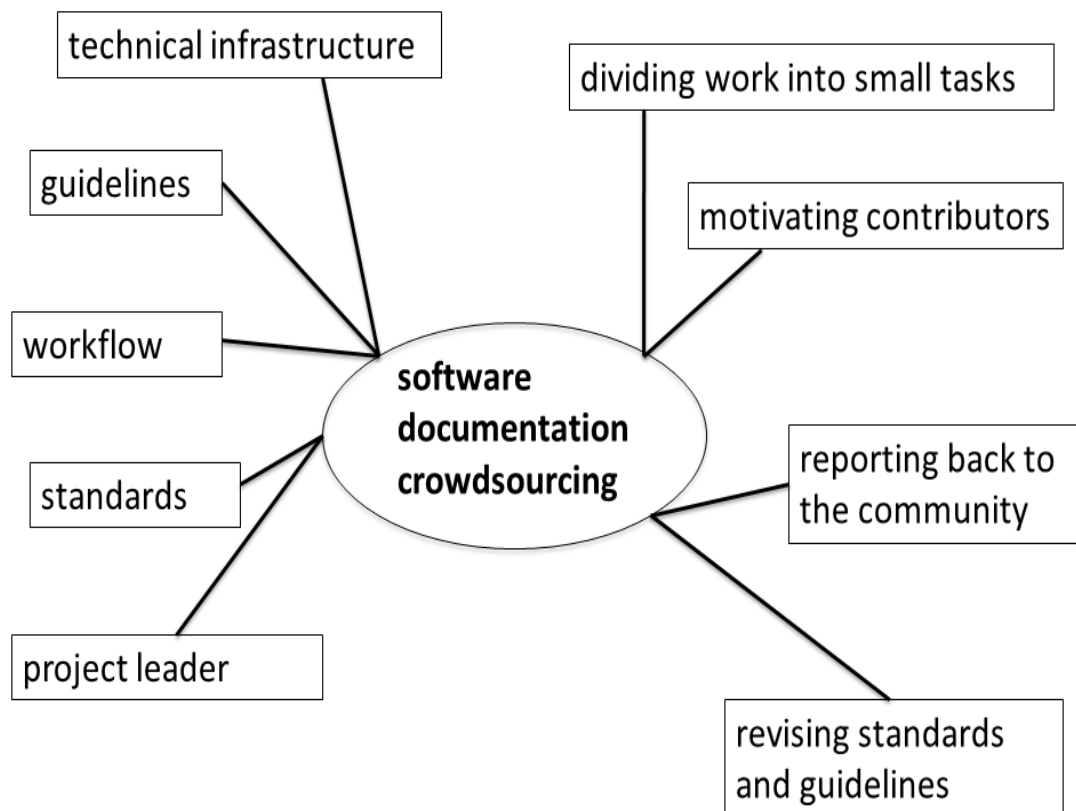 technical infrastructure
dividing work into small tasks
guidelines
motivating contributors
workflow
software
documentation
crowdsourcing
standards
reporting back to
the community
project leader
revising standards
and guidelines